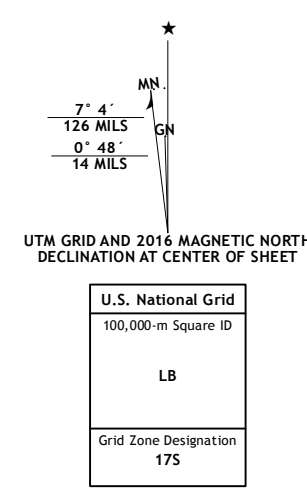 ★
MN
7° 4´
126 MILS
GN
0° 48´
14 MILS
UTM GRID AND 2016 MAGNETIC NORTH
DECLINATION AT CENTER OF SHEET
U.S. National Grid
100,000-m Square ID
LB
Grid Zone Designation
17S